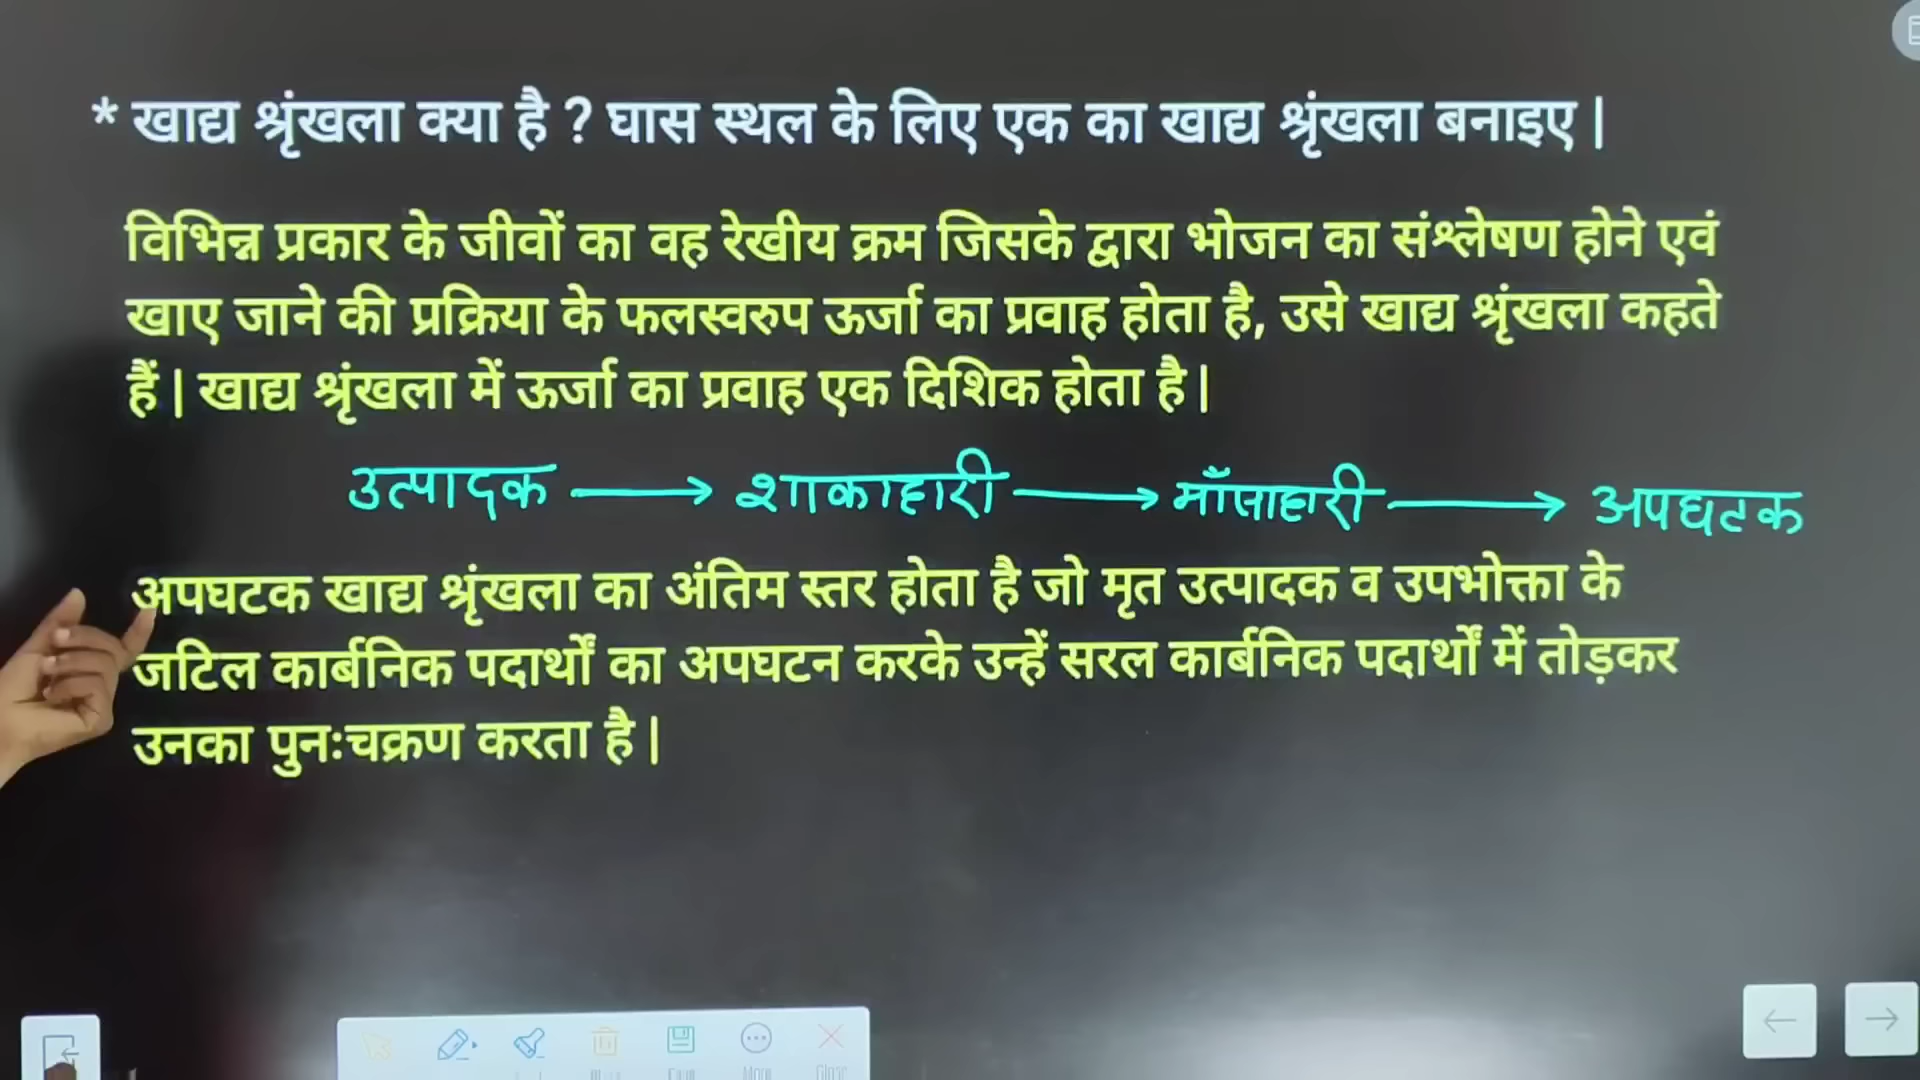 * खाद्य श्रृंखला क्या है ? घास स्थल के लिए एक का खाद्य श्रृंखला बनाइए |
विभिन्न प्रकार के जीवों का वह रेखीय क्रम जिसके द्वारा भोजन का संश्लेषण होने एवं
खाए जाने की प्रक्रिया के फलस्वरुप ऊर्जा का प्रवाह होता है, उसे खाद्य श्रृंखला कहते
हैं | खाद्य श्रृंखला में ऊर्जा का प्रवाह एक दिशिक होता है |
उत्पादक → शाकाहारी → माँसाहारी → अपघटक
अपघटक खाद्य श्रृंखला का अंतिम स्तर होता है जो मृत उत्पादक व उपभोक्ता के
जटिल कार्बनिक पदार्थों का अपघटन करके उन्हें सरल कार्बनिक पदार्थों में तोड़कर
उनका पुनःचक्रण करता है |